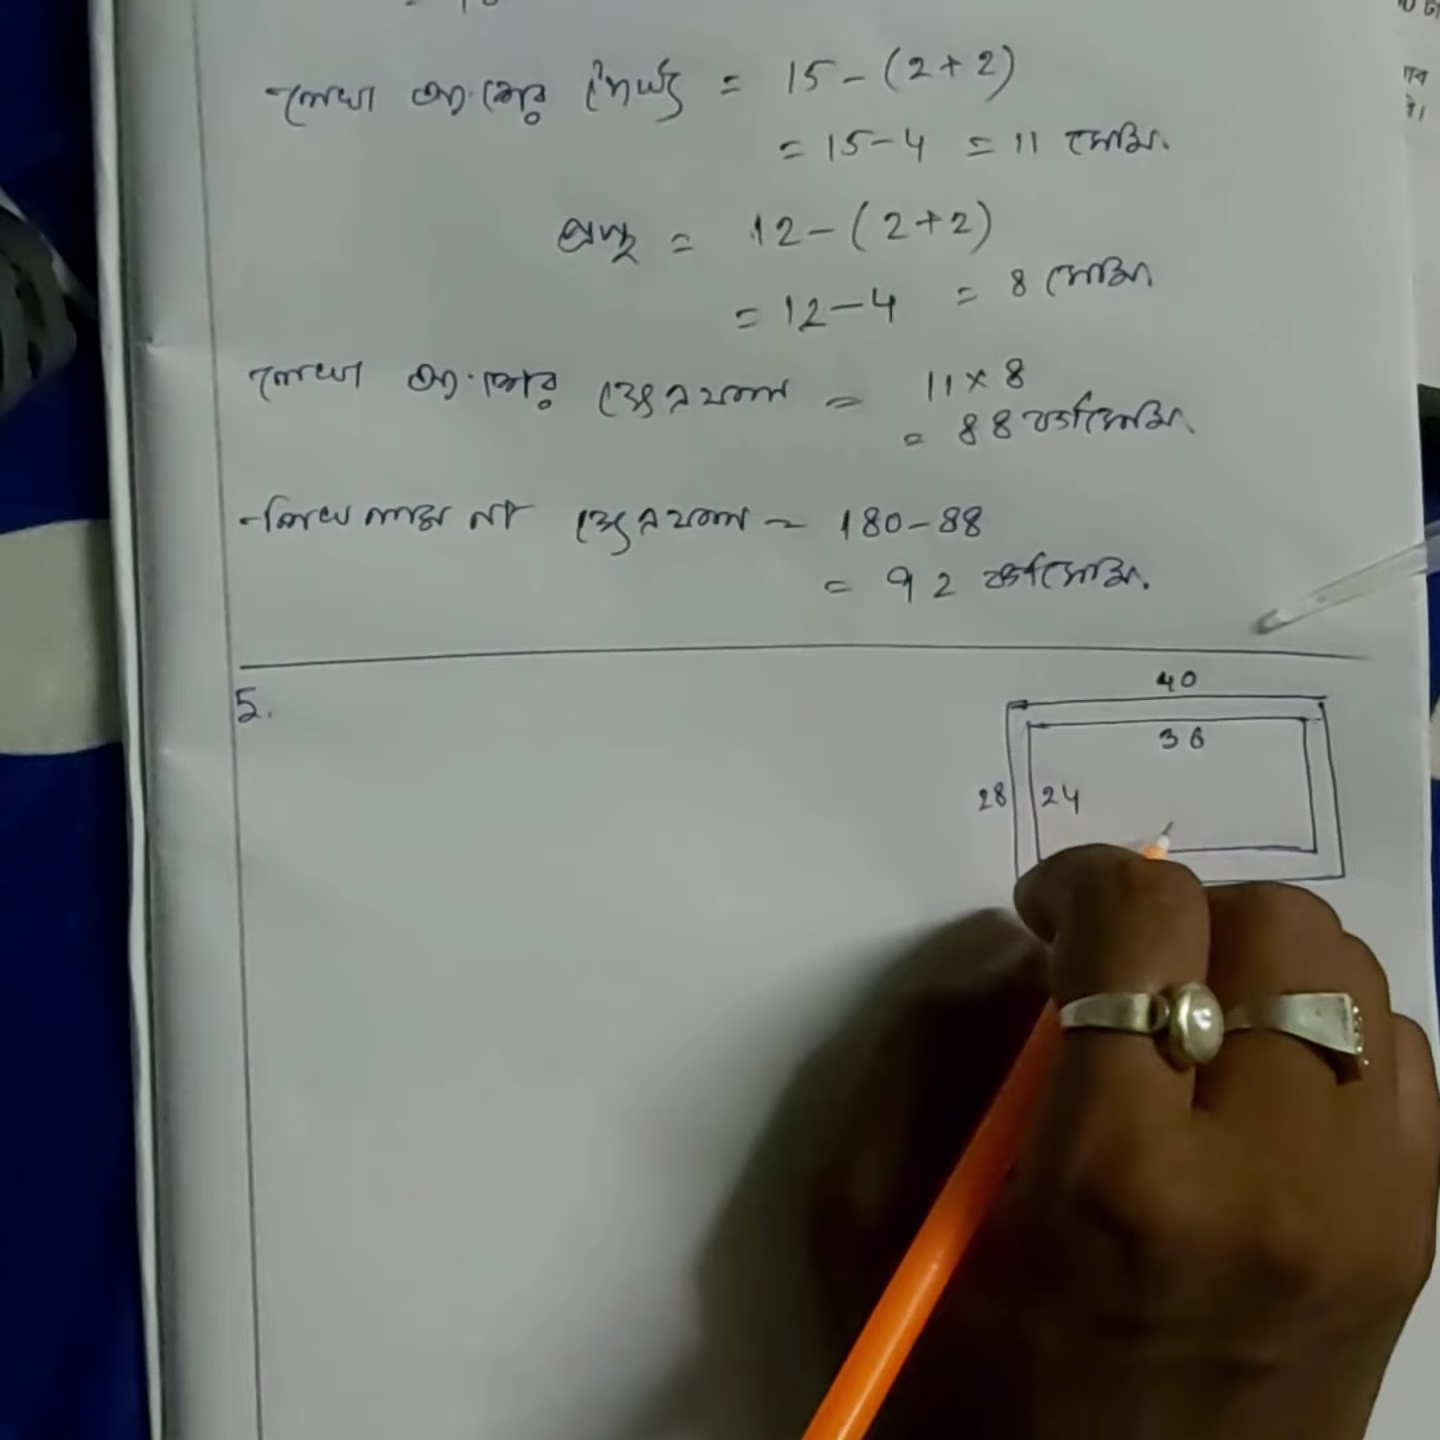 লেখা অংশের দৈর্ঘ্য = 15 - (2+2)
= 15 - 4 = 11 সেমি.
প্রস্থ = 12 - (2+2)
= 12 - 4 = 8 সেমি.
লেখা অংশের ক্ষেত্রফল = 11 × 8
= 88 বর্গসেমি.
লাগল না ক্ষেত্রফল = 180 - 88
= 92 বর্গসেমি.
5.
40
36
28
24